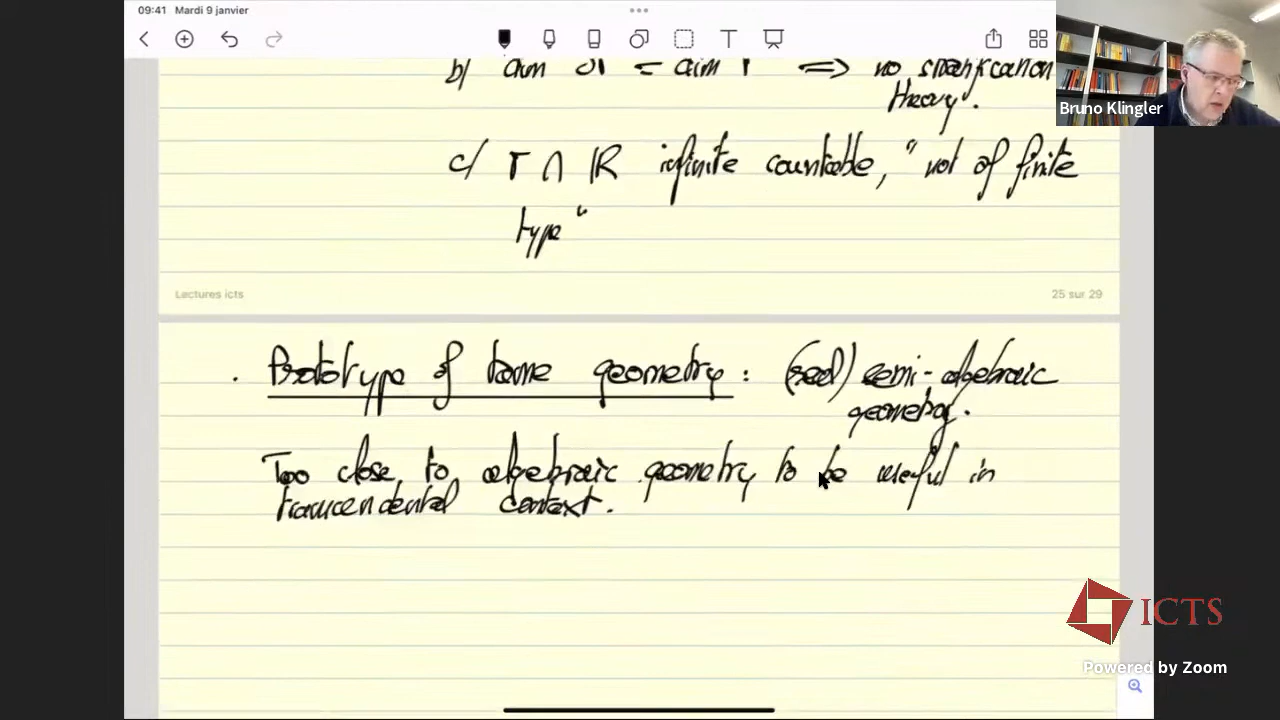 09:41 Mardi 9 janvier
b) dim ∂Γ = dim Γ ⇒ no stratification
theory".
Bruno Klingler
c/ Γ ∩ ℝ infinite countable, "not of finite
type"
Lectures icts
25 sur 29
. Prototype of tame geometry : (real) semi-algebraic
geometry.
Too close to algebraic geometry to be useful in
transcendental context.
ICTS
Powered by Zoom